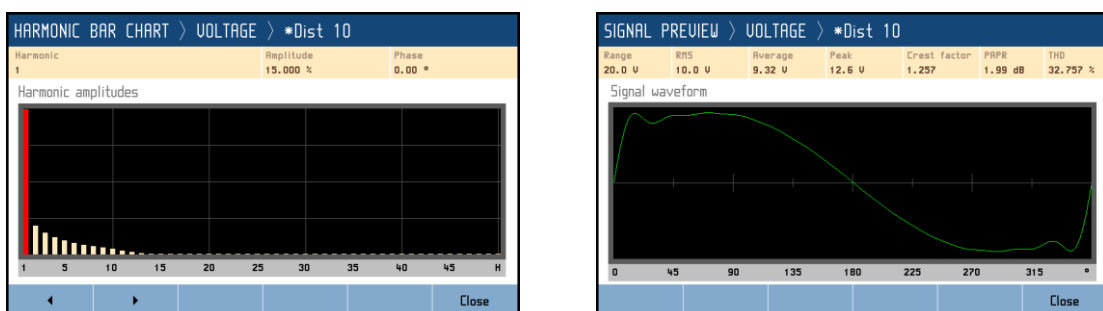 HARMONIC BAR CHART 〉 VOLTAGE 〉 *Dist 10
Harmonic Amplitude Phase
1 15.000 % 0.00 °
Harmonic amplitudes
1 5 10 15 20 25 30 35 40 45 H
Close
SIGNAL PREVIEW 〉 VOLTAGE 〉 *Dist 10
Range RMS Average Peak Crest factor PAPR THD
20.0 V 10.0 V 9.32 V 12.6 V 1.257 1.99 dB 32.757 %
Signal waveform
0 45 90 135 180 225 270 315 °
Close